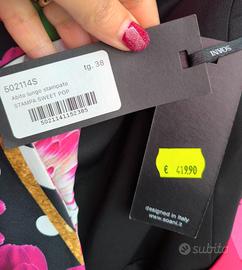 502114S
tg. 38
Abito lungo stampato
STAMPA SWEET POP
50211411152385
SOANI
€ 419,90
designed in Italy
www.soani.it
subito